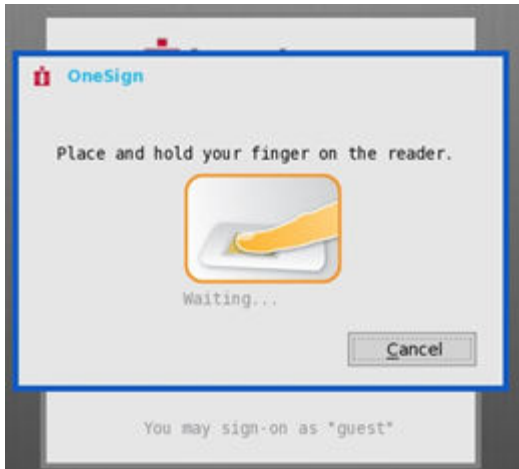 OneSign
Place and hold your finger on the reader.
Waiting...
Cancel
You may sign-on as "guest"